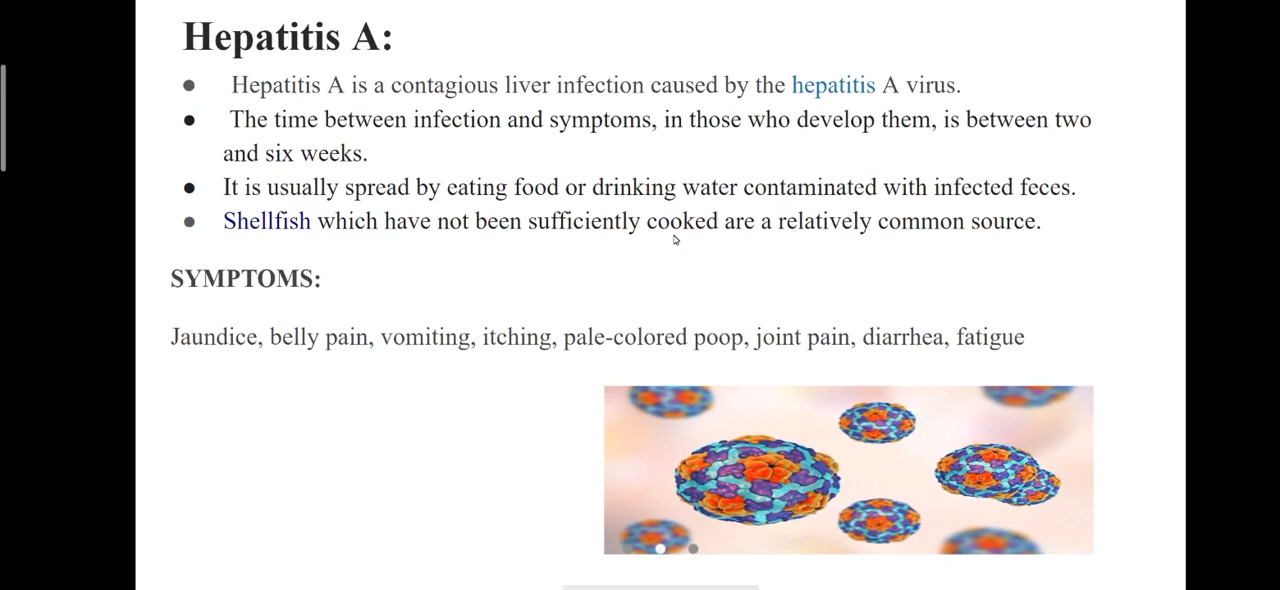 Hepatitis A:
● Hepatitis A is a contagious liver infection caused by the hepatitis A virus.
● The time between infection and symptoms, in those who develop them, is between two
and six weeks.
● It is usually spread by eating food or drinking water contaminated with infected feces.
● Shellfish which have not been sufficiently cooked are a relatively common source.
SYMPTOMS:
Jaundice, belly pain, vomiting, itching, pale-colored poop, joint pain, diarrhea, fatigue